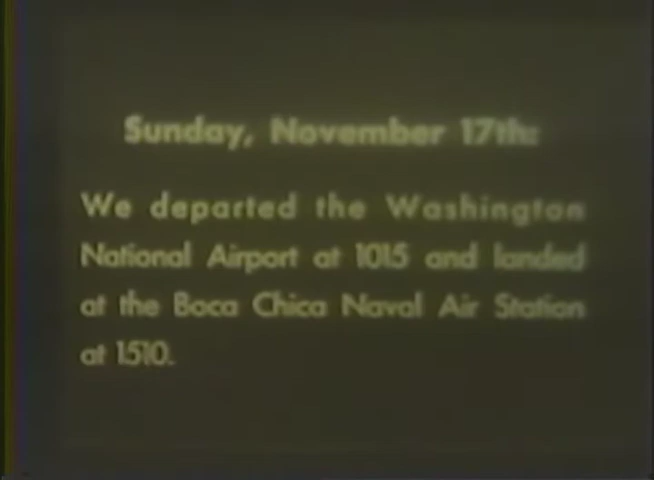 Sunday, November 17th:
We departed the Washington
National Airport at 1015 and landed
at the Boca Chica Naval Air Station
at 1510.